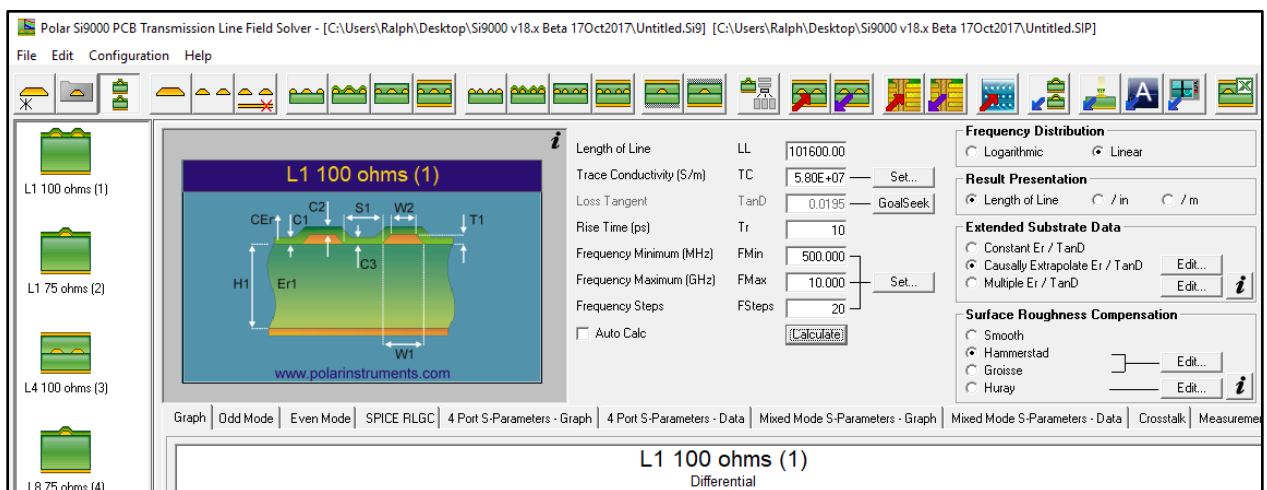 Polar Si9000 PCB Transmission Line Field Solver - [C:\Users\Ralph\Desktop\Si9000 v18.x Beta 17Oct2017\Untitled.Si9] [C:\Users\Ralph\Desktop\Si9000 v18.x Beta 17Oct2017\Untitled.SIP]
File Edit Configuration Help
A
L1 100 ohms (1)
L1 75 ohms (2)
L4 100 ohms (3)
L8 75 ohms (4)
i
L1 100 ohms (1)
C2 S1 W2
CEr C1 T1
C3
H1 Er1
W1
www.polarinstruments.com
Length of Line LL 101600.00
Trace Conductivity (S/m) TC 5.80E+07 Set...
Loss Tangent TanD 0.0195 GoalSeek
Rise Time (ps) Tr 10
Frequency Minimum (MHz) FMin 500.000
Frequency Maximum (GHz) FMax 10.000 Set...
Frequency Steps FSteps 20
Auto Calc Calculate
Frequency Distribution
Logarithmic Linear
Result Presentation
Length of Line / in / m
Extended Substrate Data
Constant Er / TanD
Causally Extrapolate Er / TanD Edit...
Multiple Er / TanD Edit... i
Surface Roughness Compensation
Smooth
Hammerstad
Groisse Edit...
Huray Edit... i
Graph Odd Mode Even Mode SPICE RLGC 4 Port S-Parameters - Graph 4 Port S-Parameters - Data Mixed Mode S-Parameters - Graph Mixed Mode S-Parameters - Data Crosstalk Measuremer
L1 100 ohms (1)
Differential